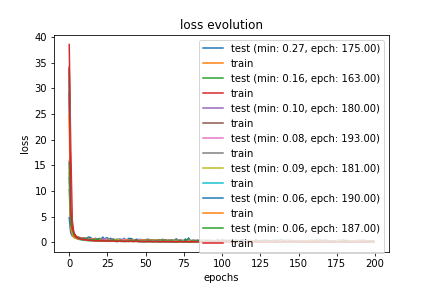 loss evolution
40
35
30
25
20
15
10
5
0
loss
test (min: 0.27, epch: 175.00)
train
test (min: 0.16, epch: 163.00)
train
test (min: 0.10, epch: 180.00)
train
test (min: 0.08, epch: 193.00)
train
test (min: 0.09, epch: 181.00)
train
test (min: 0.06, epch: 190.00)
train
test (min: 0.06, epch: 187.00)
train
0 25 50 75 100 125 150 175 200
epochs